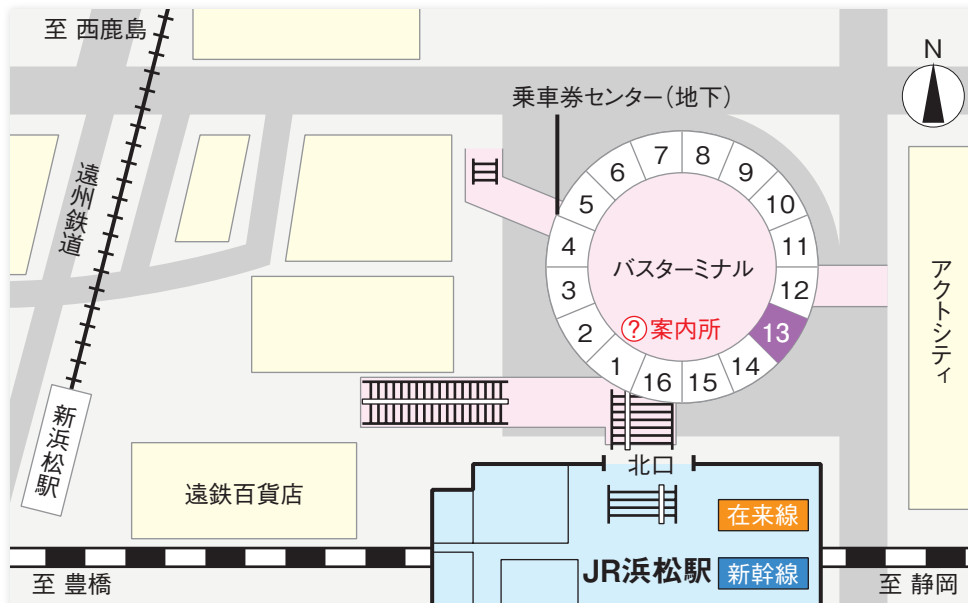 至 西鹿島
N
乗車券センター（地下）
遠州鉄道
7
8
6
9
5
10
4
11
バスターミナル
3
12
アクトシティ
2
?案内所
13
1
14
16
15
新浜松駅
北口
遠鉄百貨店
在来線
JR浜松駅
新幹線
至 豊橋
至 静岡